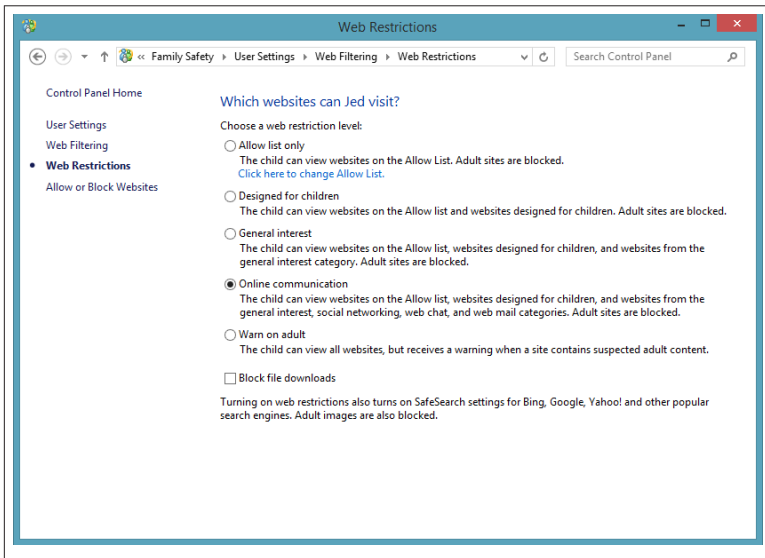 Web Restrictions
« Family Safety ▸ User Settings ▸ Web Filtering ▸ Web Restrictions
Search Control Panel
Control Panel Home
User Settings
Web Filtering
• Web Restrictions
Allow or Block Websites
Which websites can Jed visit?
Choose a web restriction level:
Allow list only
The child can view websites on the Allow List. Adult sites are blocked.
Click here to change Allow List.
Designed for children
The child can view websites on the Allow list and websites designed for children. Adult sites are blocked.
General interest
The child can view websites on the Allow list, websites designed for children, and websites from the
general interest category. Adult sites are blocked.
Online communication
The child can view websites on the Allow list, websites designed for children, and websites from the
general interest, social networking, web chat, and web mail categories. Adult sites are blocked.
Warn on adult
The child can view all websites, but receives a warning when a site contains suspected adult content.
Block file downloads
Turning on web restrictions also turns on SafeSearch settings for Bing, Google, Yahoo! and other popular
search engines. Adult images are also blocked.